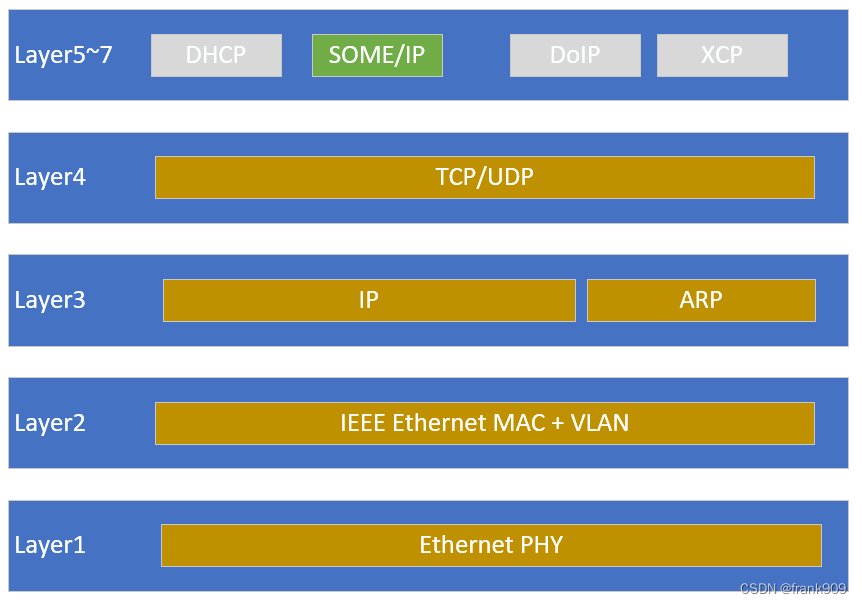 Layer5~7 DHCP SOME/IP DoIP XCP
Layer4 TCP/UDP
Layer3 IP ARP
Layer2 IEEE Ethernet MAC + VLAN
Layer1 Ethernet PHY
CSDN @frank909